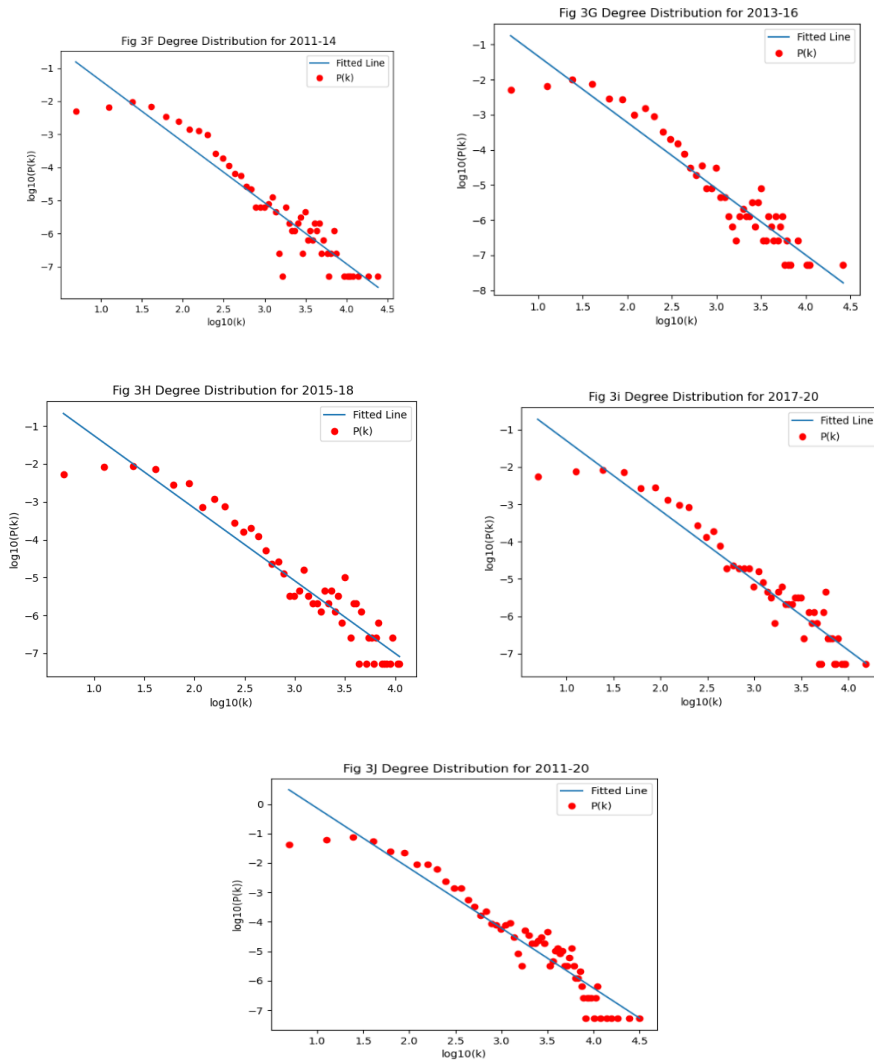 Fig 3F Degree Distribution for 2011-14
Fitted Line
P(k)
log10(P(k))
-1
-2
-3
-4
-5
-6
-7
1.0 1.5 2.0 2.5 3.0 3.5 4.0 4.5
log10(k)
Fig 3G Degree Distribution for 2013-16
Fitted Line
P(k)
log10(P(k))
-1
-2
-3
-4
-5
-6
-7
-8
1.0 1.5 2.0 2.5 3.0 3.5 4.0 4.5
log10(k)
Fig 3H Degree Distribution for 2015-18
Fitted Line
P(k)
log10(P(k))
-1
-2
-3
-4
-5
-6
-7
1.0 1.5 2.0 2.5 3.0 3.5 4.0
log10(k)
Fig 3i Degree Distribution for 2017-20
Fitted Line
P(k)
log10(P(k))
-1
-2
-3
-4
-5
-6
-7
1.0 1.5 2.0 2.5 3.0 3.5 4.0
log10(k)
Fig 3J Degree Distribution for 2011-20
Fitted Line
P(k)
log10(P(k))
0
-1
-2
-3
-4
-5
-6
-7
1.0 1.5 2.0 2.5 3.0 3.5 4.0 4.5
log10(k)